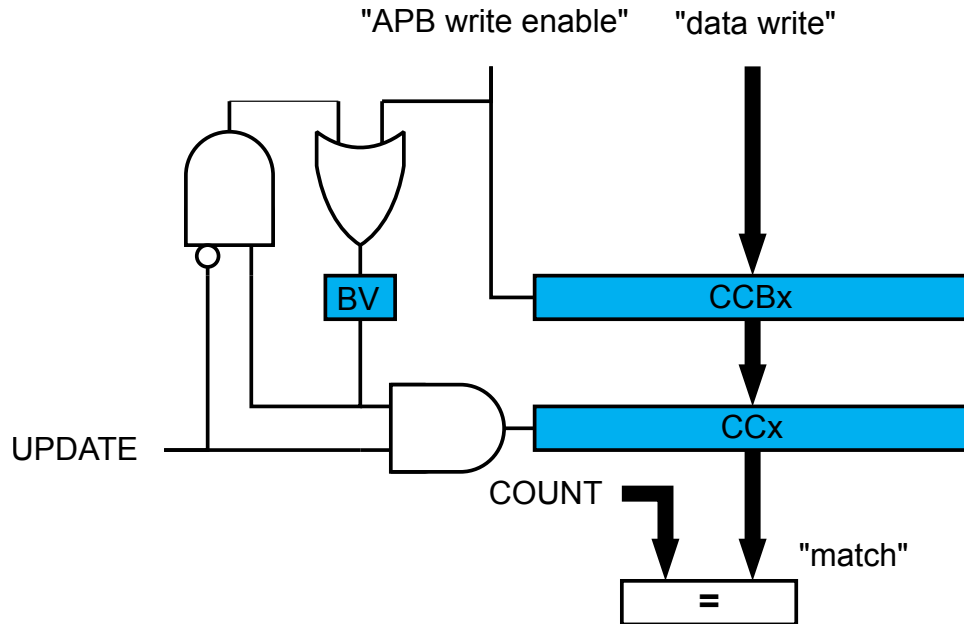 "APB write enable"
"data write"
BV
CCBx
UPDATE
CCx
COUNT
"match"
=